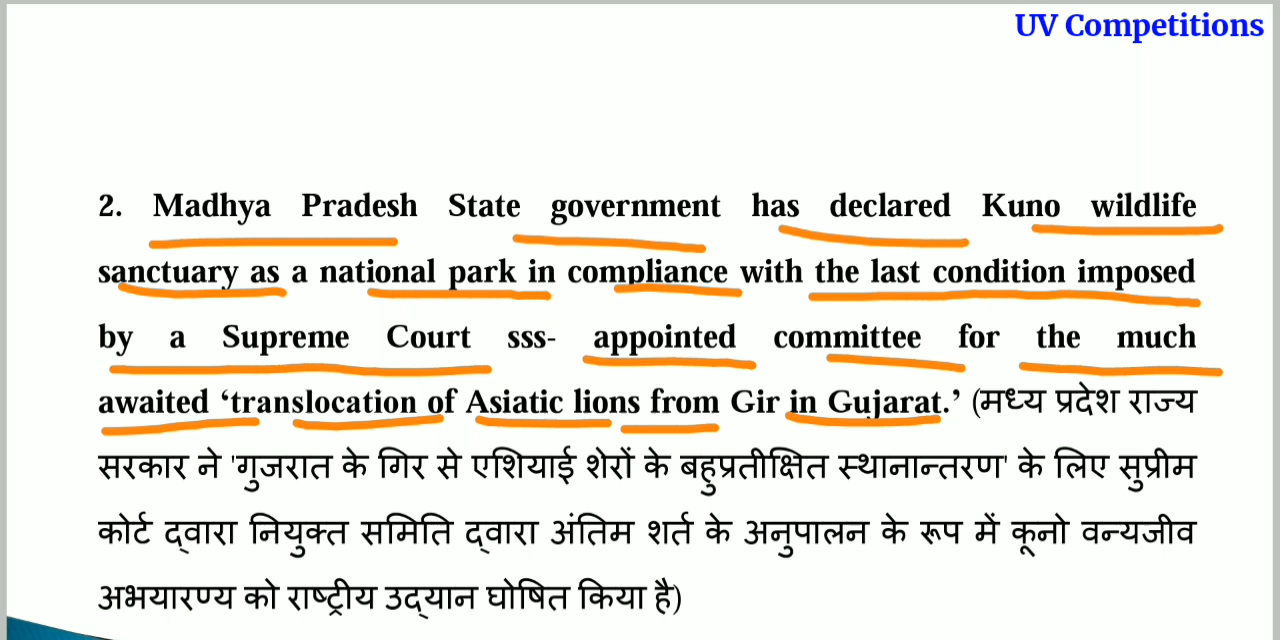 UV Competitions
2. Madhya Pradesh State government has declared Kuno wildlife
sanctuary as a national park in compliance with the last condition imposed
by a Supreme Court sss- appointed committee for the much
awaited ‘translocation of Asiatic lions from Gir in Gujarat.’ (मध्य प्रदेश राज्य
सरकार ने 'गुजरात के गिर से एशियाई शेरों के बहुप्रतीक्षित स्थानान्तरण' के लिए सुप्रीम
कोर्ट द्वारा नियुक्त समिति द्वारा अंतिम शर्त के अनुपालन के रूप में कूनो वन्यजीव
अभयारण्य को राष्ट्रीय उद्यान घोषित किया है)